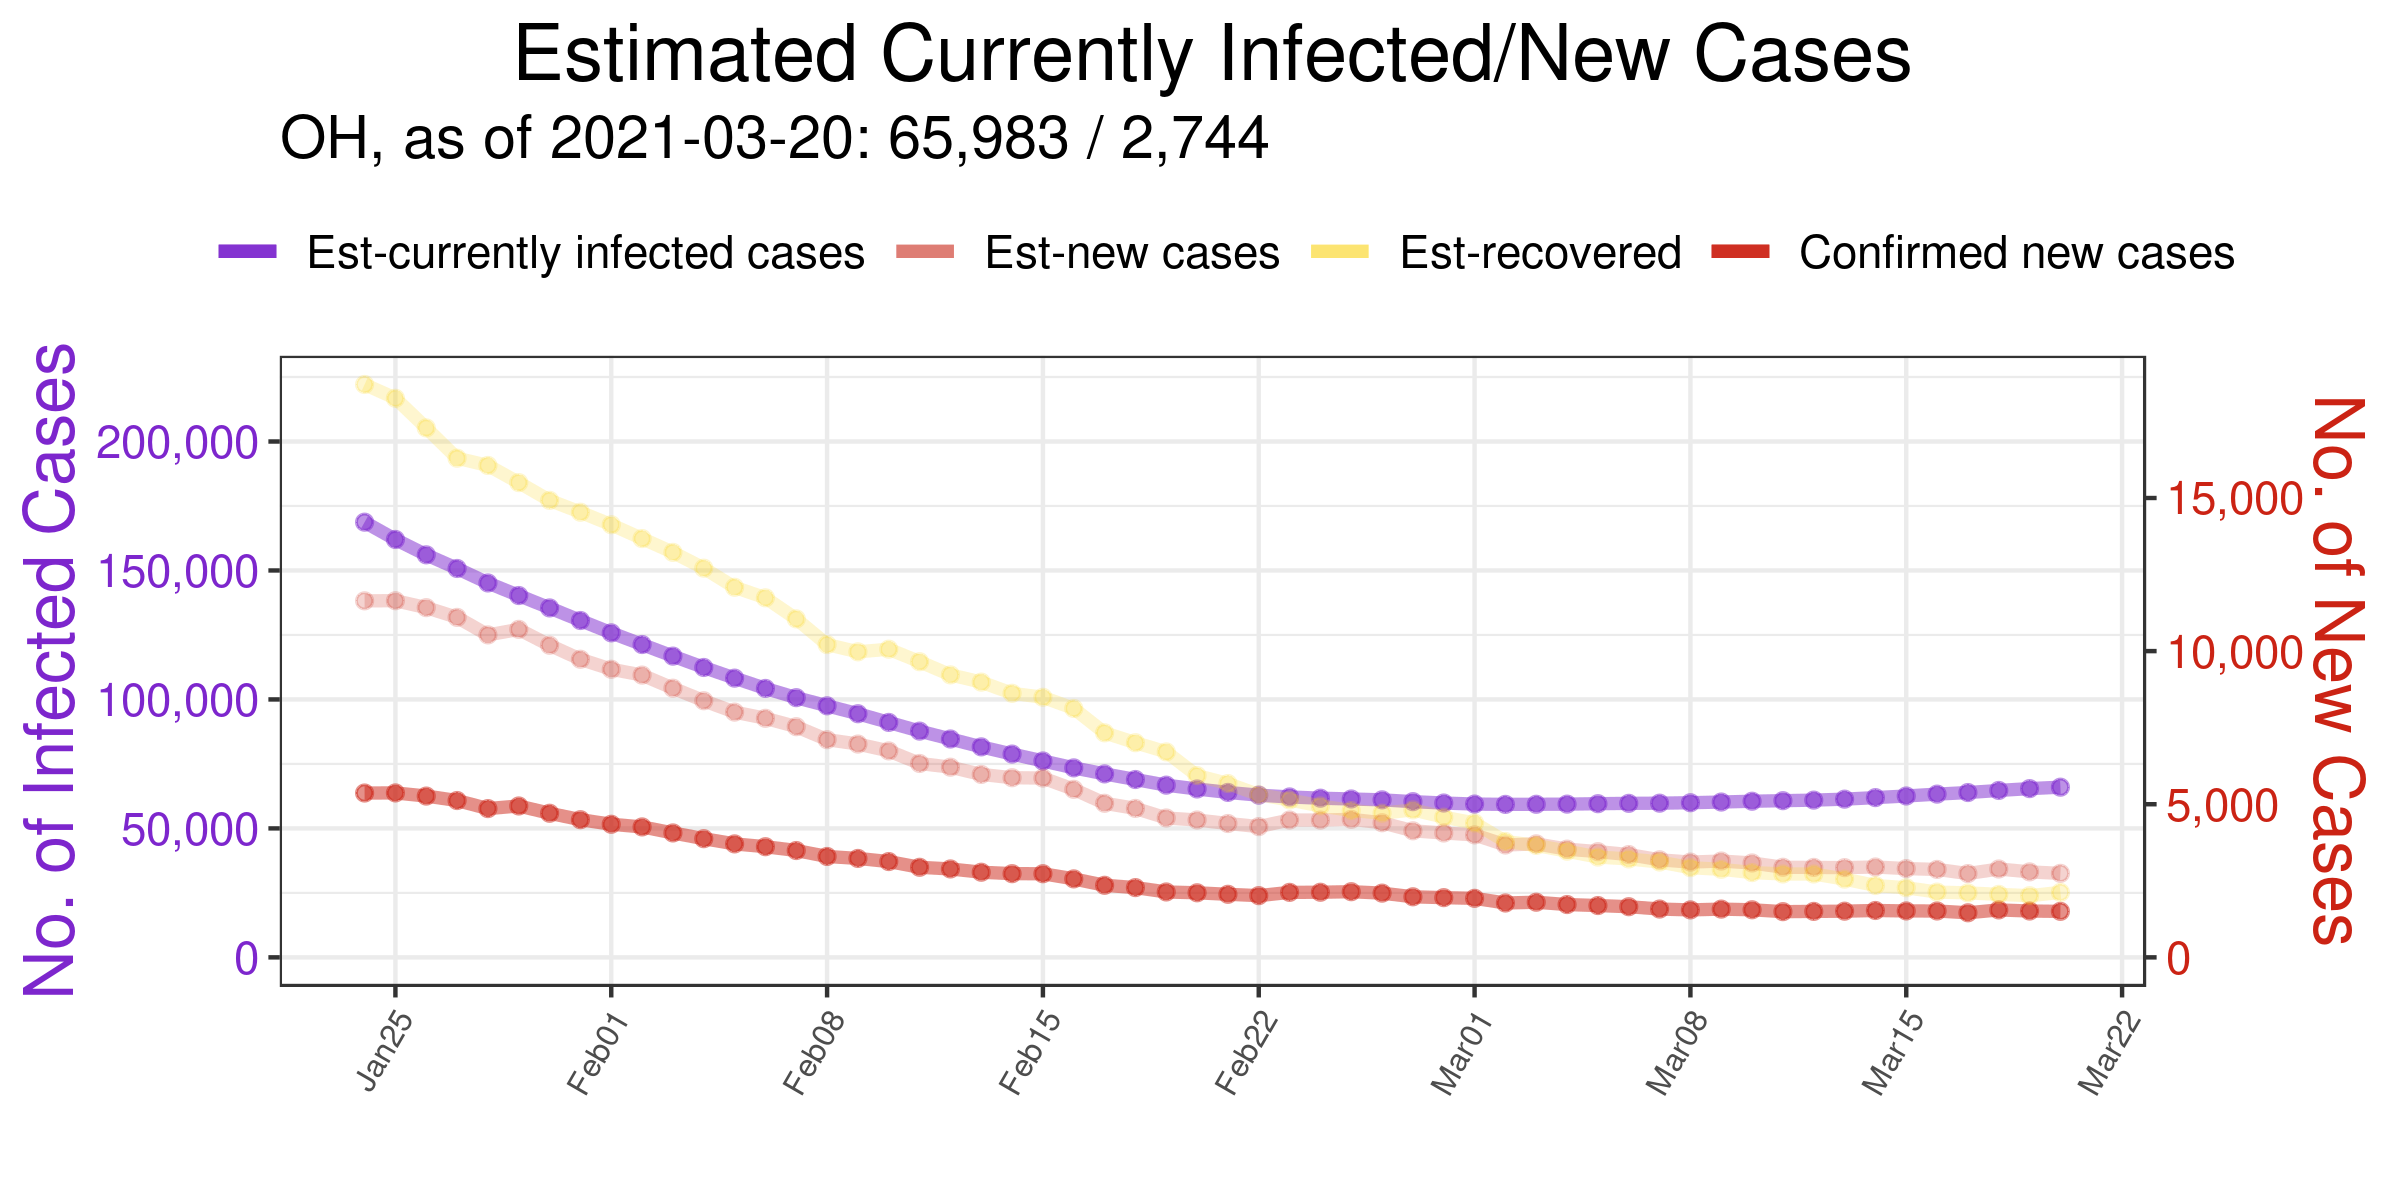 Estimated Currently Infected/New Cases
OH, as of 2021-03-20: 65,983 / 2,744
Est-currently infected cases Est-new cases Est-recovered Confirmed new cases
No. of Infected Cases
200,000
150,000
100,000
50,000
0
15,000
10,000
5,000
0
No. of New Cases
Jan25 Feb01 Feb08 Feb15 Feb22 Mar01 Mar08 Mar15 Mar22